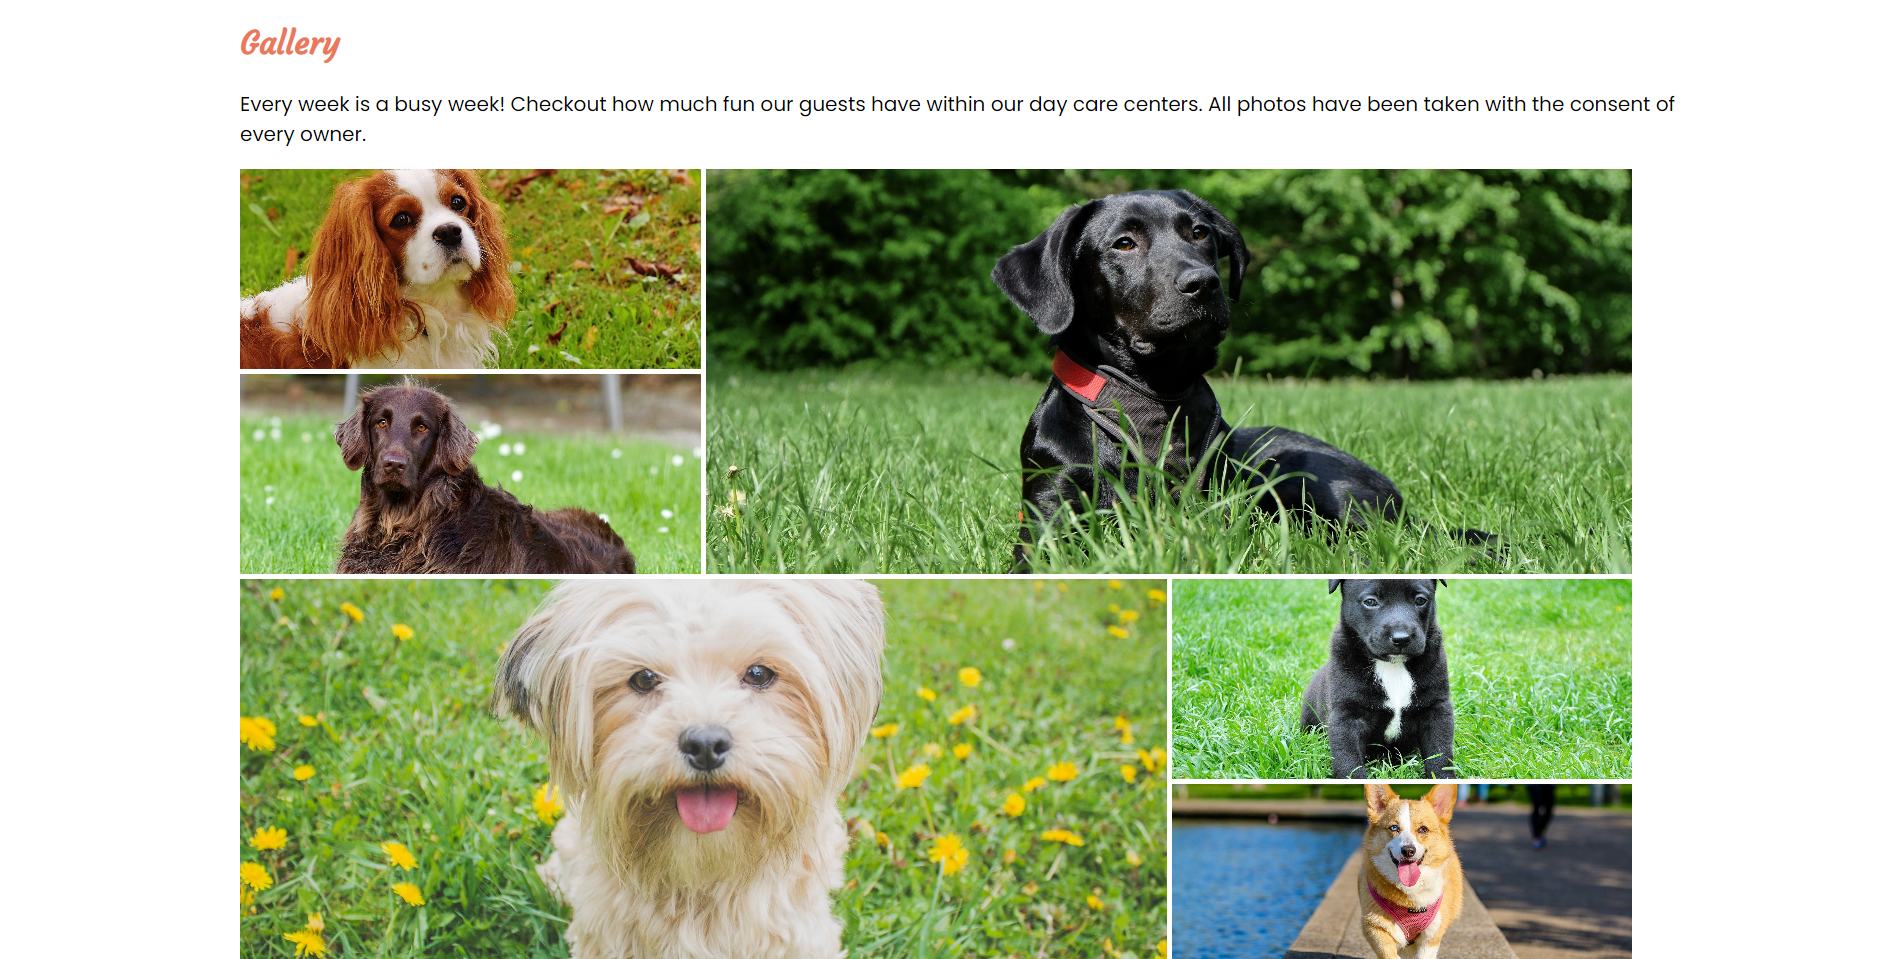 Gallery
Every week is a busy week! Checkout how much fun our guests have within our day care centers. All photos have been taken with the consent of
every owner.